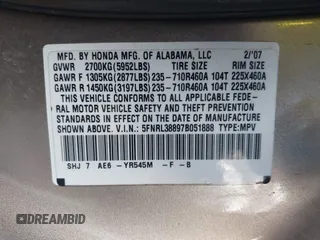 MFD. BY HONDA MFG. OF ALABAMA, LLC 2/'07
GVWR 2700KG(5952LBS) TIRE SIZE RIM SIZE
GAWR F 1305KG(2877LBS)235-710R460A 104T 225X460A
GAWR R 1450KG(3197LBS)235-710R460A 104T 225X460A
THIS VEHICLE CONFORMS TO ALL APPLICABLE FEDE-
RAL MOTOR VEHICLE SAFETY AND THEFT PREVENTION
STANDARDS IN EFFECT ON THE DATE OF MANUFACTURE
SHOWN ABOVE. V.I.N.:5FNRL38897B051888 TYPE:MPV
SHJ 7 AE6 -YR545M -F -B
DREAMBID
dreambid.com